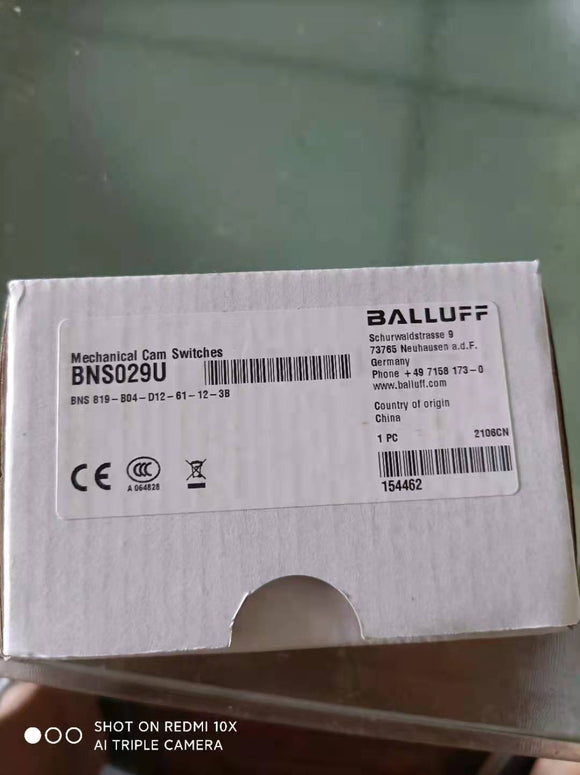 BALLUFF
Schurwaldstrasse 9
73765 Neuhausen a.d.F.
Germany
Phone +49 7158 173-0
www.balluff.com
Country of origin
China
1 PC 2106CN
154462
Mechanical Cam Switches
BNS029U
BNS 819-B04-D12-61-12-3B
CE
CCC
A 064828
SHOT ON REDMI 10X
AI TRIPLE CAMERA